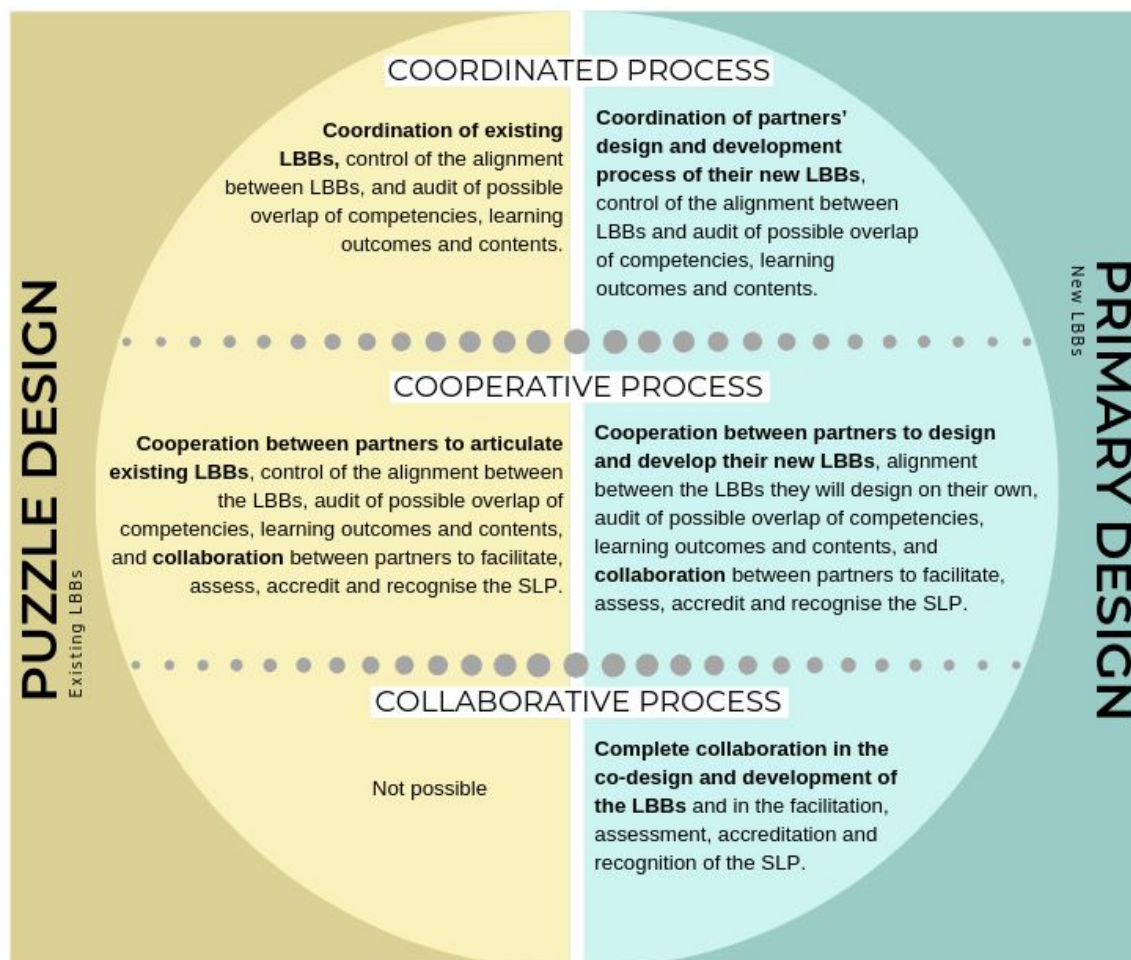 COORDINATED PROCESS
Coordination of existing
LBBs, control of the alignment
between LBBs, and audit of possible
overlap of competencies, learning
outcomes and contents.
Coordination of partners’
design and development
process of their new LBBs,
control of the alignment between
LBBs and audit of possible overlap
of competencies, learning
outcomes and contents.
PUZZLE DESIGN
Existing LBBs
PRIMARY DESIGN
New LBBs
COOPERATIVE PROCESS
Cooperation between partners to articulate
existing LBBs, control of the alignment between
the LBBs, audit of possible overlap of
competencies, learning outcomes and contents,
and collaboration between partners to facilitate,
assess, accredit and recognise the SLP.
Cooperation between partners to design
and develop their new LBBs, alignment
between the LBBs they will design on their own,
audit of possible overlap of competencies,
learning outcomes and contents, and
collaboration between partners to facilitate,
assess, accredit and recognise the SLP.
COLLABORATIVE PROCESS
Not possible
Complete collaboration in the
co-design and development of
the LBBs and in the facilitation,
assessment, accreditation and
recognition of the SLP.